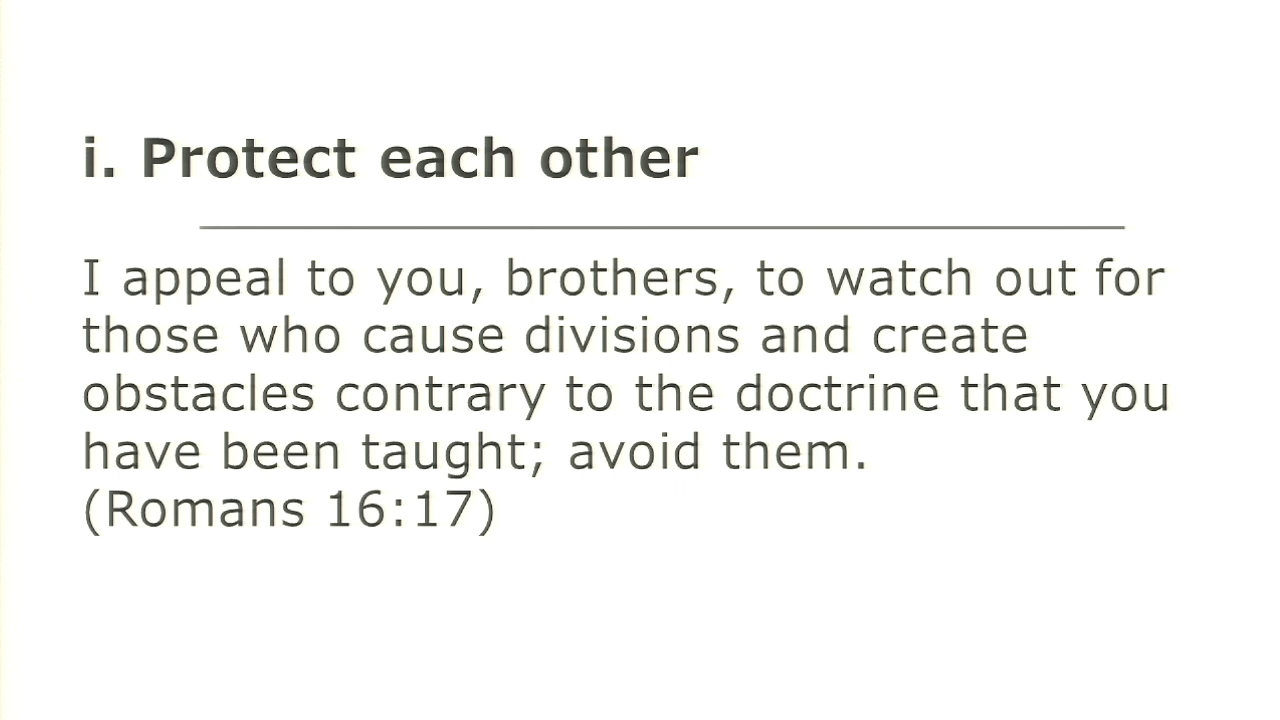 i. Protect each other
I appeal to you, brothers, to watch out for
those who cause divisions and create
obstacles contrary to the doctrine that you
have been taught; avoid them.
(Romans 16:17)